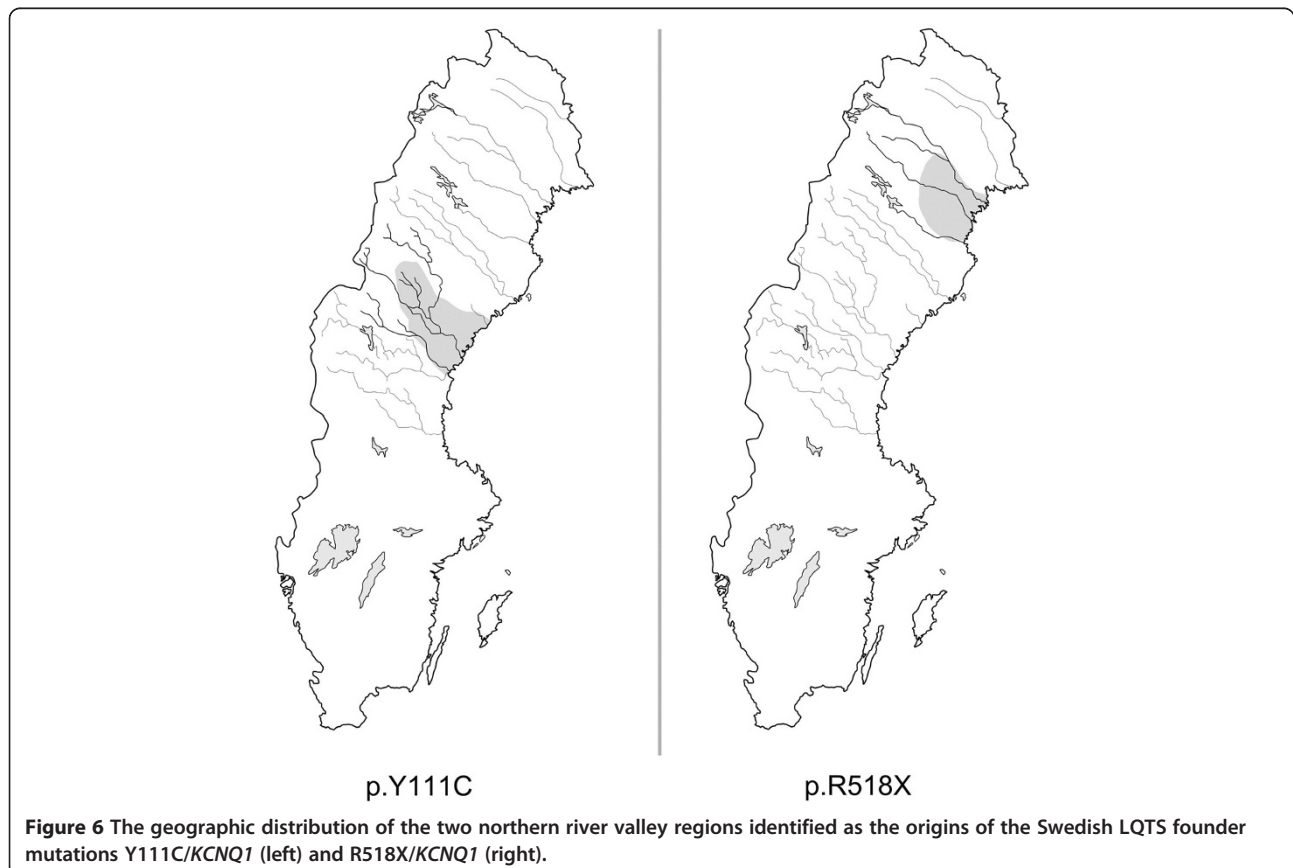 p.Y111C
p.R518X
Figure 6 The geographic distribution of the two northern river valley regions identified as the origins of the Swedish LQTS founder
mutations Y111C/KCNQ1 (left) and R518X/KCNQ1 (right).